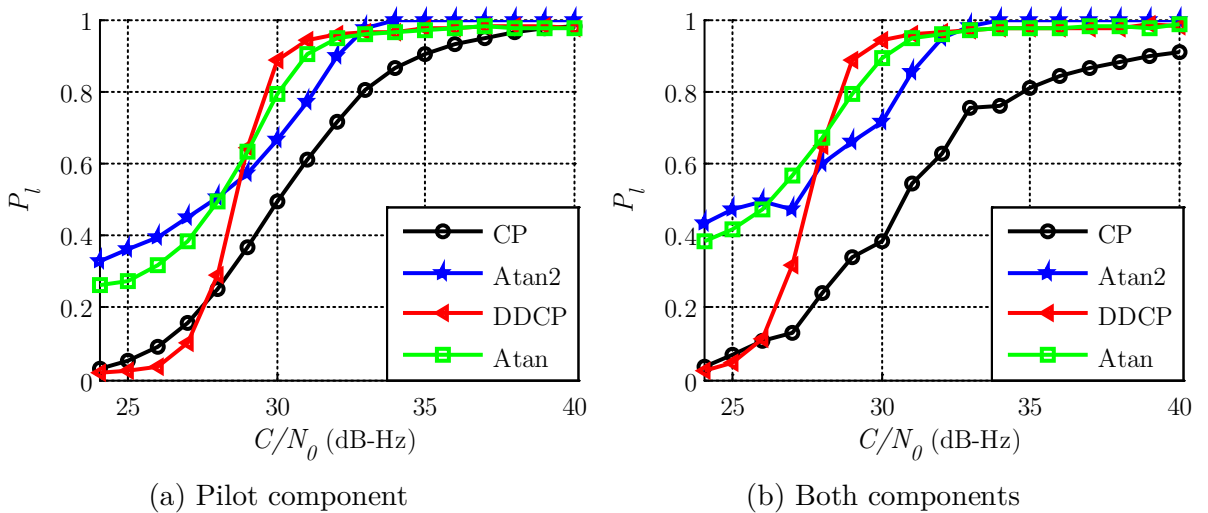 1
0.8
0.6
0.4
0.2
0
P_l
25 30 35 40
C/N_0 (dB-Hz)
CP
Atan2
DDCP
Atan
(a) Pilot component
1
0.8
0.6
0.4
0.2
0
P_l
25 30 35 40
C/N_0 (dB-Hz)
CP
Atan2
DDCP
Atan
(b) Both components